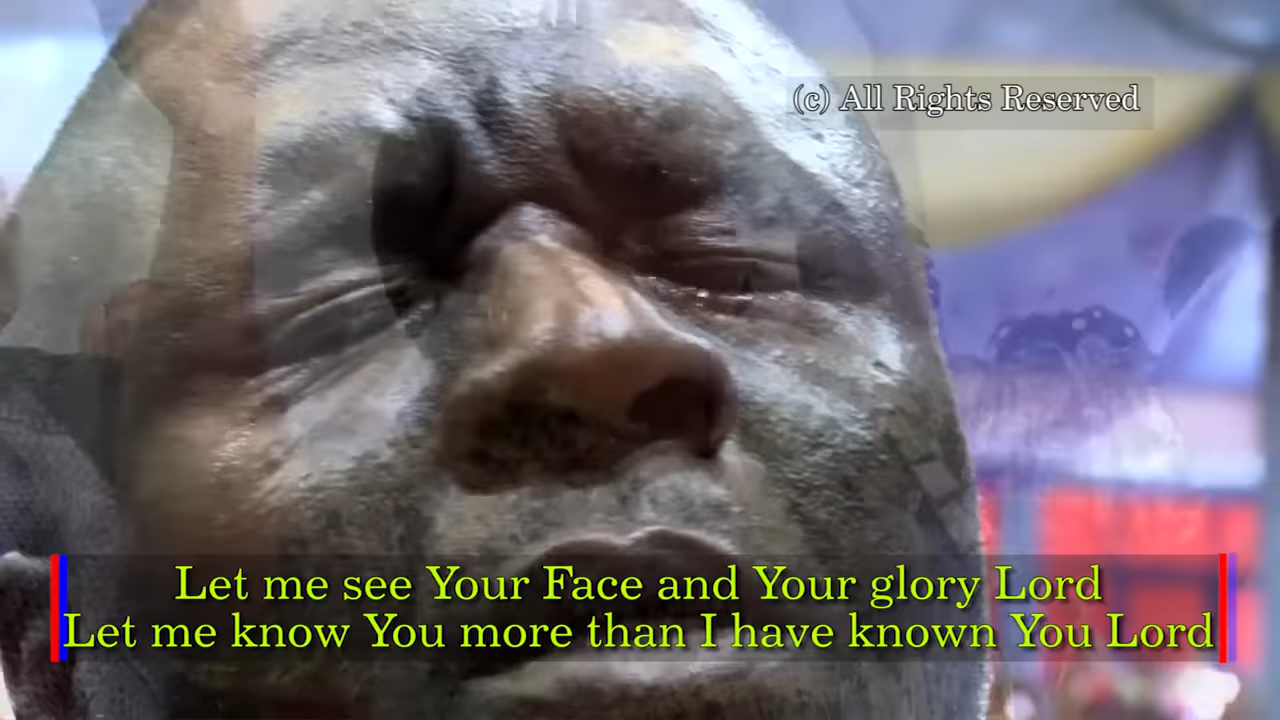 (c) All Rights Reserved
Let me see Your Face and Your glory Lord
Let me know You more than I have known You Lord